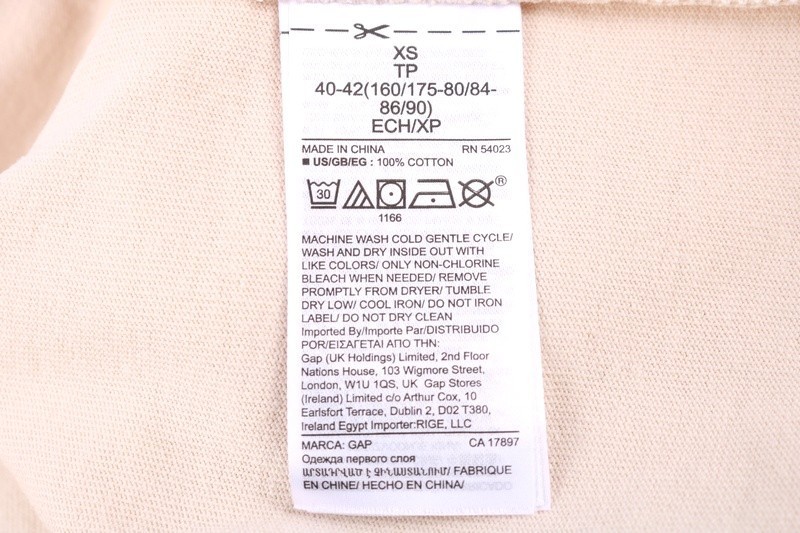 XS
TP
40-42(160/175-80/84-
86/90)
ECH/XP
MADE IN CHINA RN 54023
■ US/GB/EG : 100% COTTON
30 ®
1166
MACHINE WASH COLD GENTLE CYCLE/
WASH AND DRY INSIDE OUT WITH
LIKE COLORS/ ONLY NON-CHLORINE
BLEACH WHEN NEEDED/ REMOVE
PROMPTLY FROM DRYER/ TUMBLE
DRY LOW/ COOL IRON/ DO NOT IRON
LABEL/ DO NOT DRY CLEAN
Imported By/Importe Par/DISTRIBUIDO
POR/ΕΙΣΑΓΕΤΑΙ ΑΠΟ ΤΗΝ:
Gap (UK Holdings) Limited, 2nd Floor
Nations House, 103 Wigmore Street,
London, W1U 1QS, UK Gap Stores
(Ireland) Limited c/o Arthur Cox, 10
Earlsfort Terrace, Dublin 2, D02 T380,
Ireland Egypt Importer:RIGE, LLC
MARCA: GAP CA 17897
Одежда первого слоя
ԱՐՏԱԴՐՎԱԾ Է ՉԻՆԱՍՏԱՆՈՒՄ/ FABRIQUE
EN CHINE/ HECHO EN CHINA/